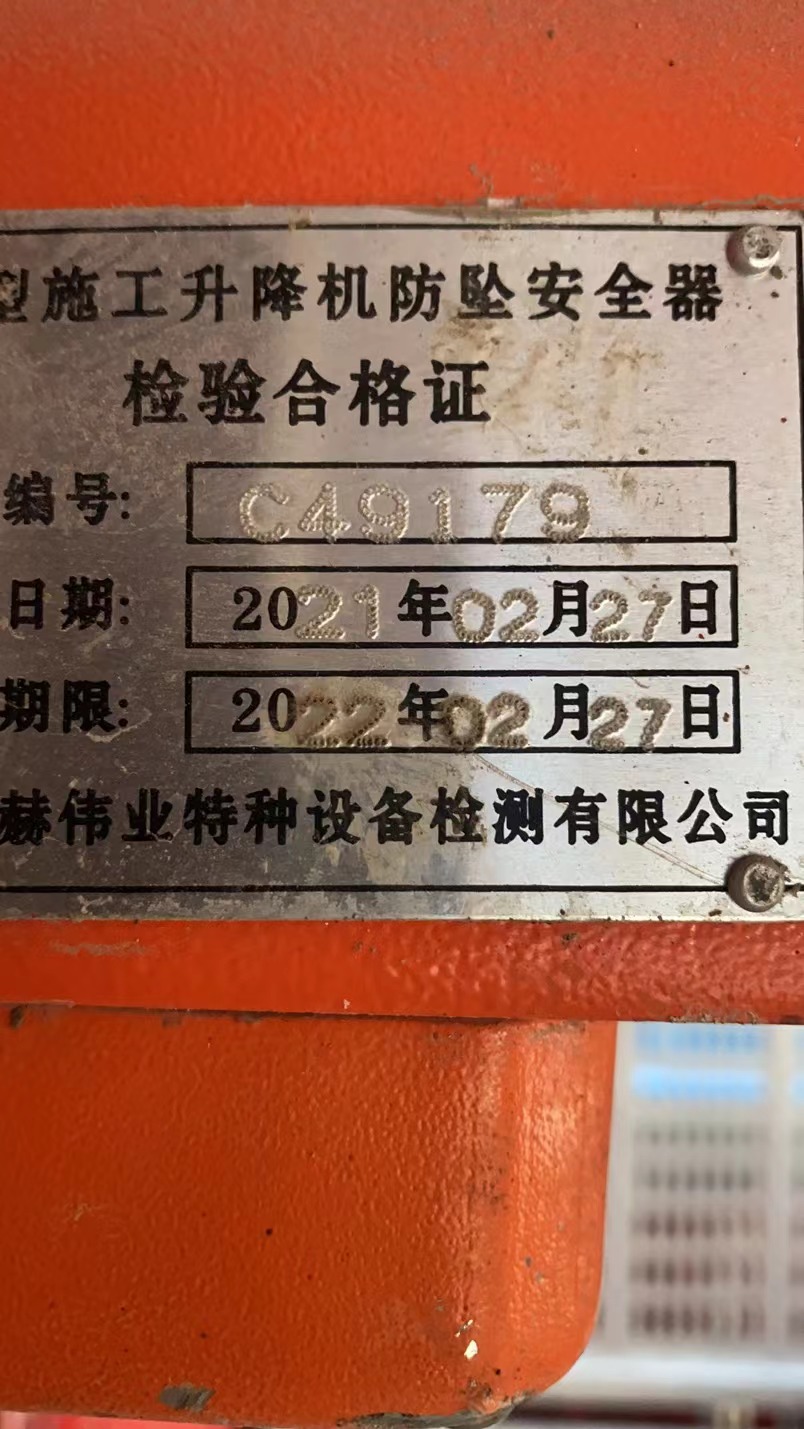 型施工升降机防坠安全器
检验合格证
编号: C49179
日期: 2021年02月27日
期限: 2022年02月27日
赫伟业特种设备检测有限公司